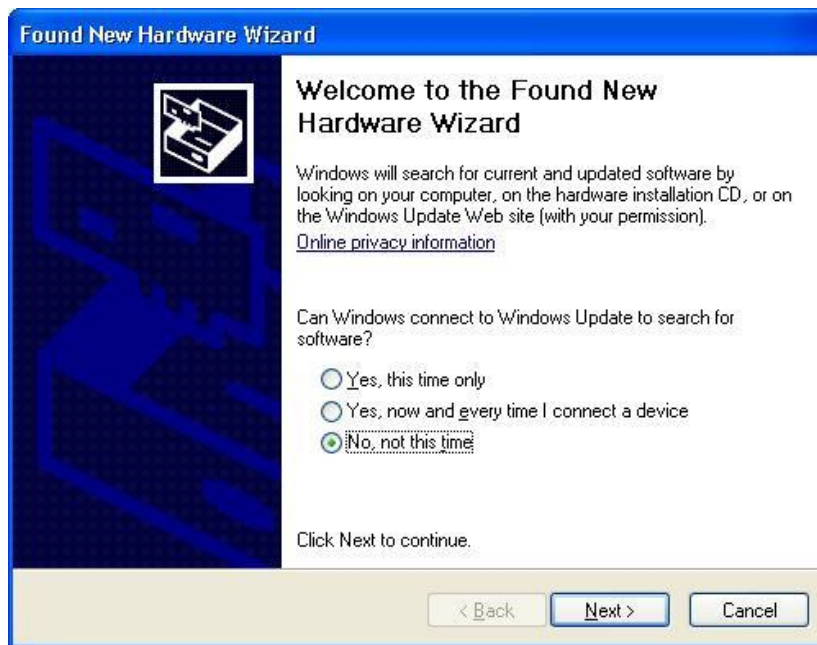 Found New Hardware Wizard
Welcome to the Found New
Hardware Wizard
Windows will search for current and updated software by
looking on your computer, on the hardware installation CD, or on
the Windows Update Web site (with your permission).
Online privacy information
Can Windows connect to Windows Update to search for
software?
Yes, this time only
Yes, now and every time I connect a device
No, not this time
Click Next to continue.
< Back Next > Cancel